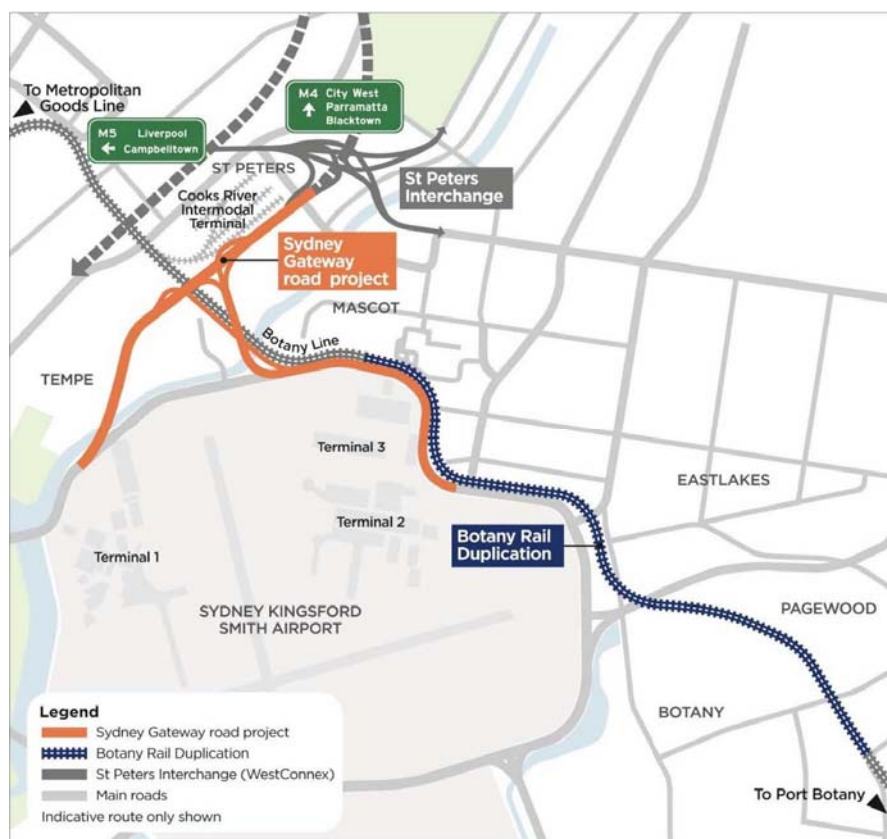 To Metropolitan
Goods Line
M5 Liverpool
Campbelltown
M4 City West
Parramatta
Blacktown
ST PETERS
St Peters
Interchange
Cooks River
Intermodal
Terminal
Sydney
Gateway
road project
MASCOT
Botany Line
TEMPE
Terminal 3
EASTLAKES
Terminal 2
Botany Rail
Duplication
Terminal 1
PAGEWOOD
SYDNEY KINGSFORD
SMITH AIRPORT
BOTANY
Legend
Sydney Gateway road project
Botany Rail Duplication
St Peters Interchange (WestConnex)
Main roads
Indicative route only shown
To Port Botany